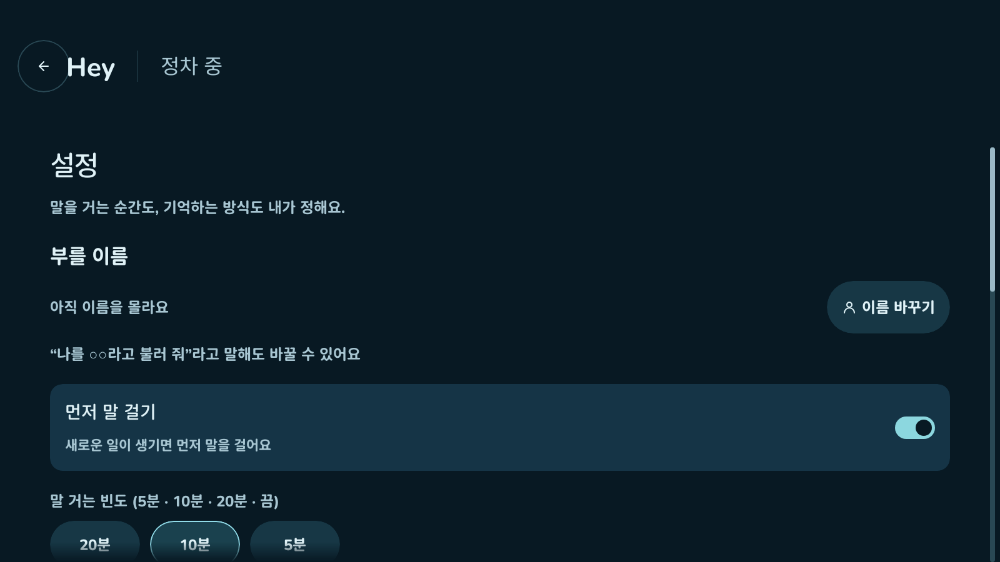 Hey
정차 중
설정
말을 거는 순간도, 기억하는 방식도 내가 정해요.
부를 이름
아직 이름을 몰라요
이름 바꾸기
“나를 ○○라고 불러 줘”라고 말해도 바꿀 수 있어요
먼저 말 걸기
새로운 일이 생기면 먼저 말을 걸어요
말 거는 빈도 (5분 · 10분 · 20분 · 끔)
20분 10분 5분